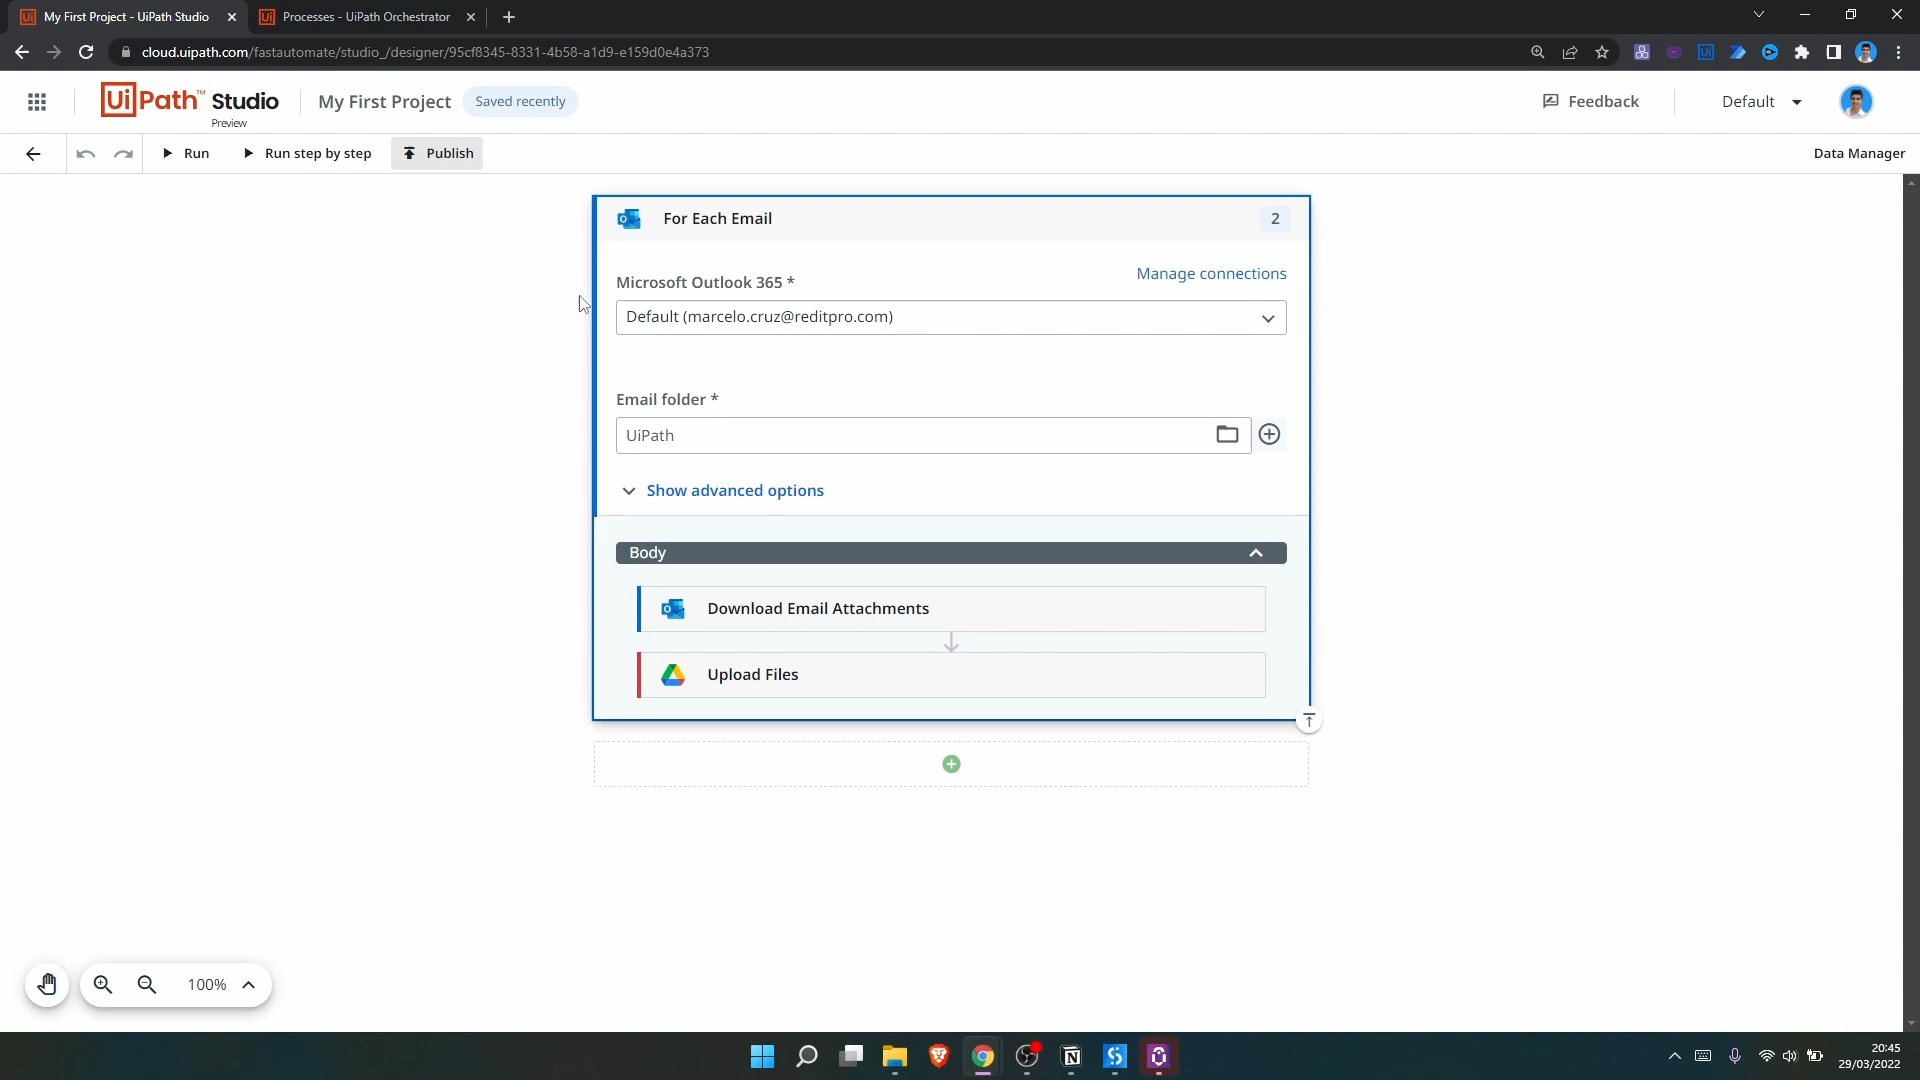 My First Project - UiPath Studio
Processes - UiPath Orchestrator
cloud.uipath.com/fastautomate/studio_/designer/95cf8345-8331-4b58-a1d9-e159d0e4a373
UiPath™ Studio
Preview
My First Project
Saved recently
Feedback
Default
Run
Run step by step
Publish
Data Manager
For Each Email
2
Microsoft Outlook 365 *
Manage connections
Default (marcelo.cruz@reditpro.com)
Email folder *
UiPath
Show advanced options
Body
Download Email Attachments
Upload Files
100%
20:45
29/03/2022